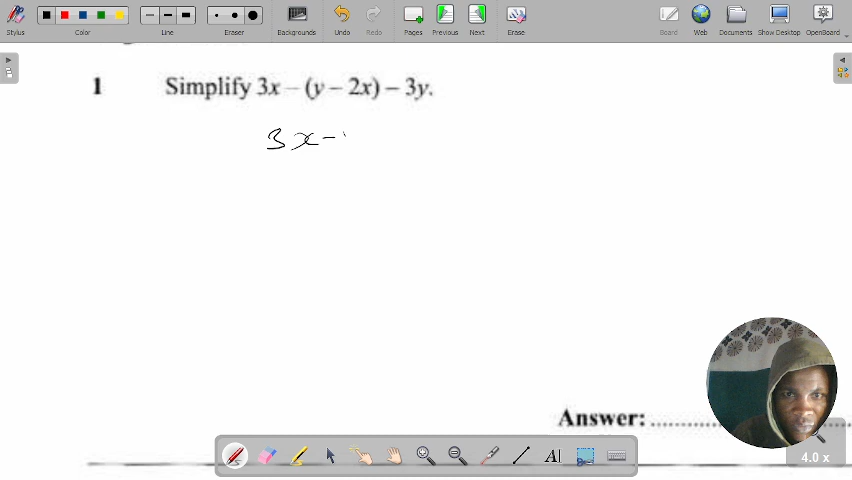 Stylus Color Line Eraser Backgrounds Undo Redo Pages Previous Next Erase Board Web Documents Show Desktop OpenBoard
1 Simplify 3x – (y – 2x) – 3y.
3x-
Answer: ....................
4.0 x